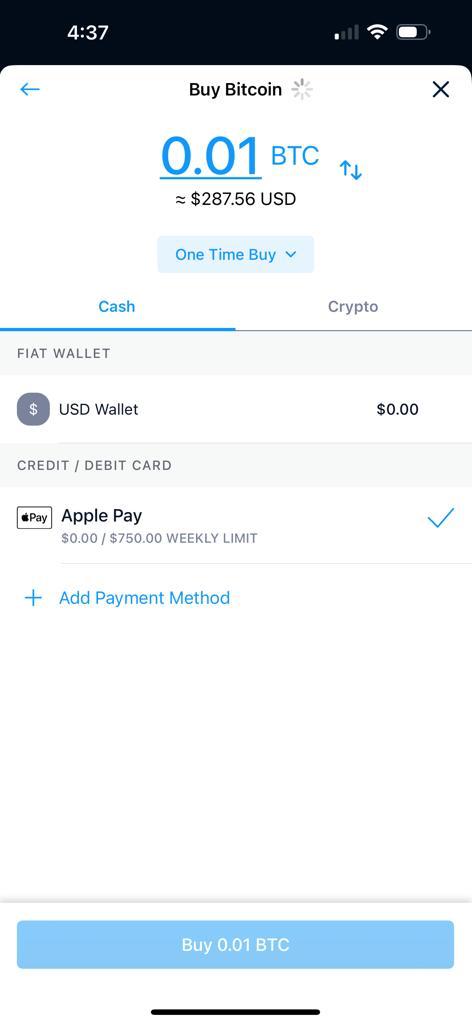 4:37
Buy Bitcoin
0.01 BTC
≈ $287.56 USD
One Time Buy
Cash Crypto
FIAT WALLET
$ USD Wallet $0.00
CREDIT / DEBIT CARD
Pay Apple Pay
$0.00 / $750.00 WEEKLY LIMIT
+ Add Payment Method
Buy 0.01 BTC